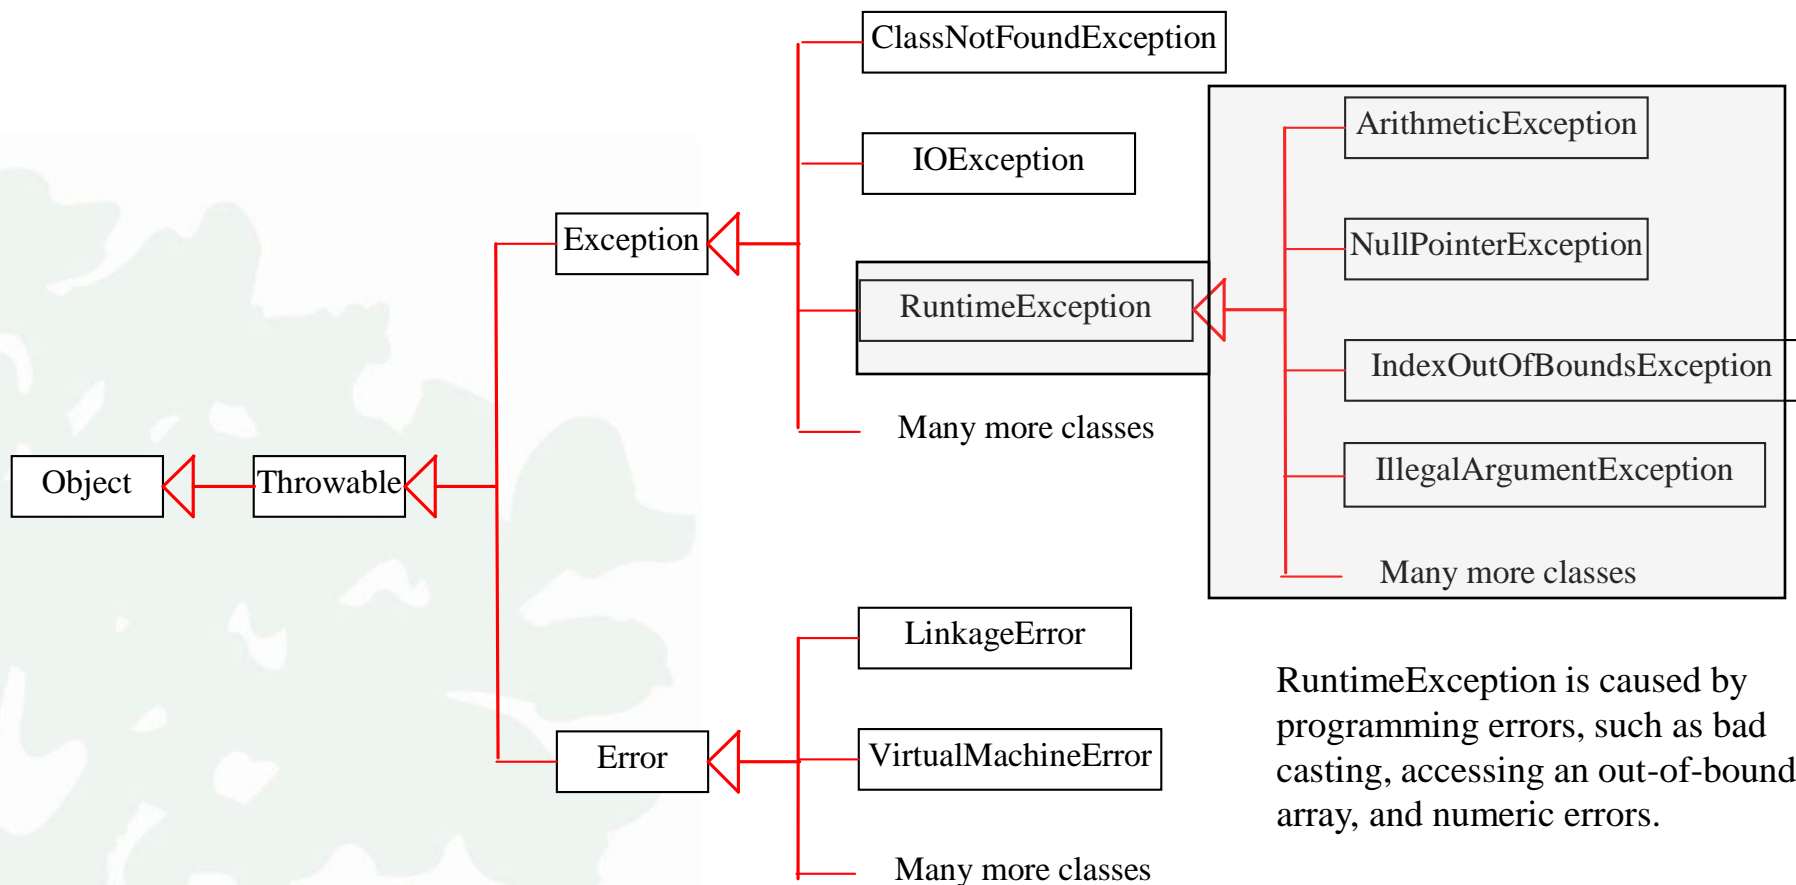 ClassNotFoundException
ArithmeticException
IOException
NullPointerException
Exception
RuntimeException
IndexOutOfBoundsException
Many more classes
IllegalArgumentException
Object
Throwable
Many more classes
LinkageError
VirtualMachineError
Error
Many more classes
RuntimeException is caused by
programming errors, such as bad
casting, accessing an out-of-bound
array, and numeric errors.